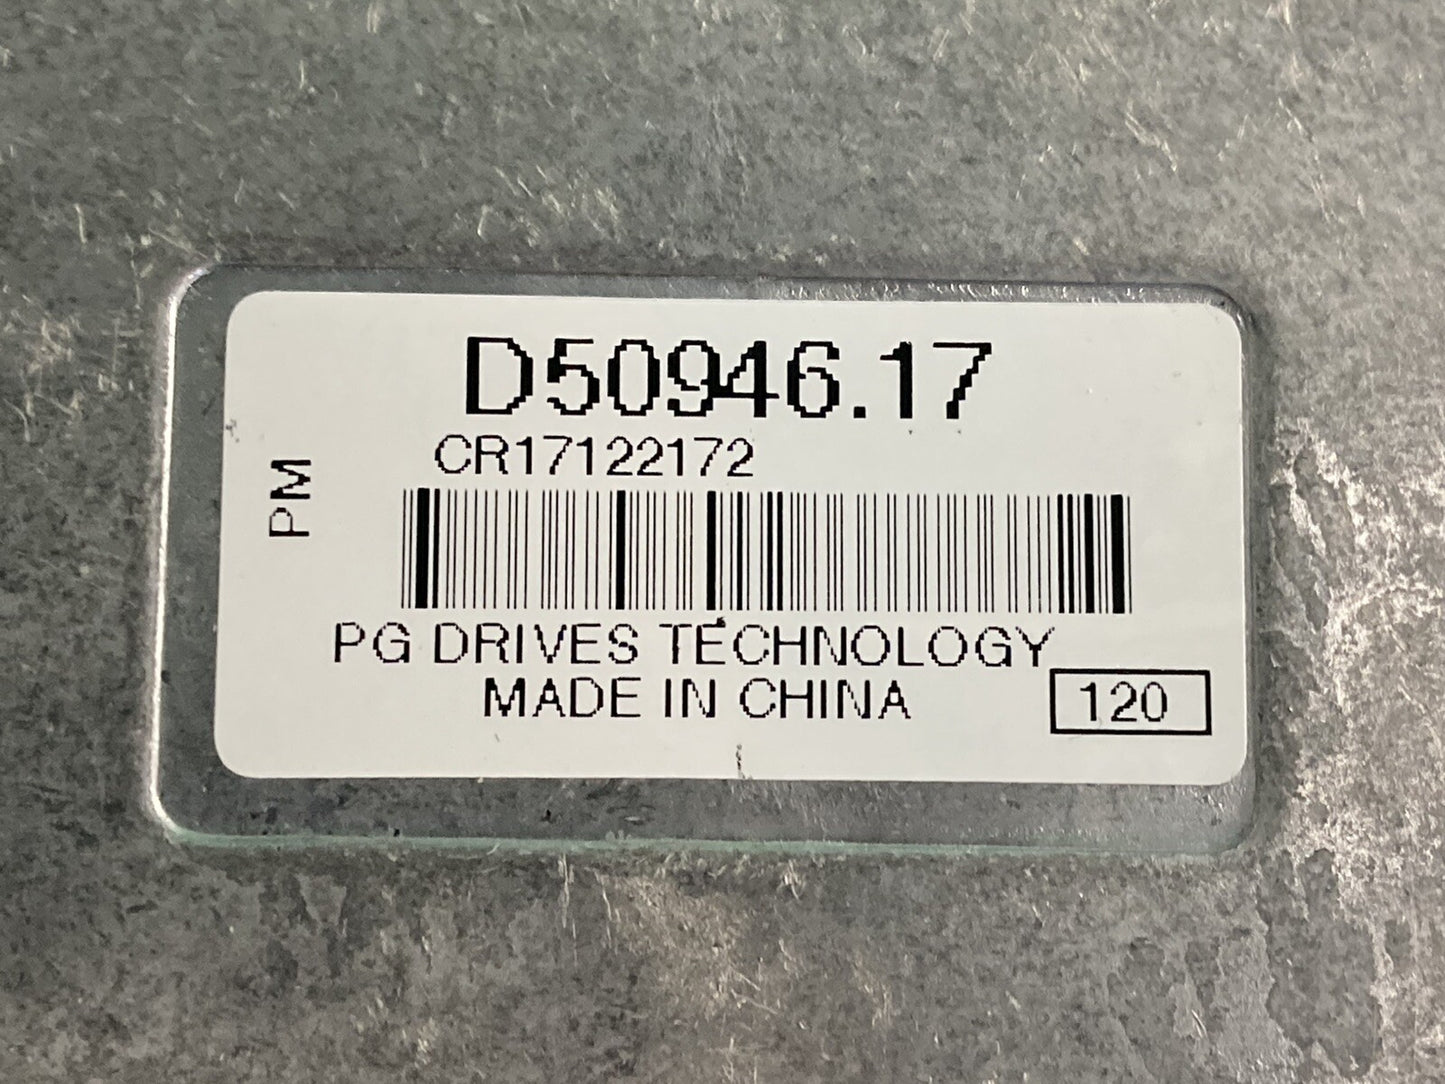 D50946.17
CR17122172
PM
PG DRIVES TECHNOLOGY
MADE IN CHINA
120